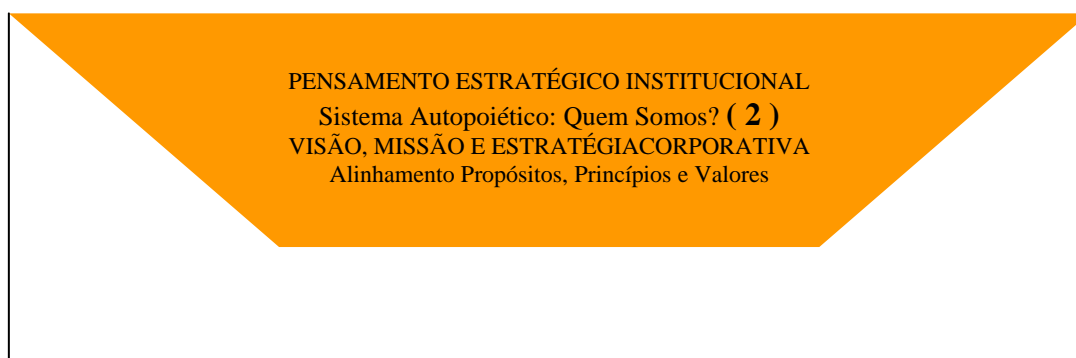 PENSAMENTO ESTRATÉGICO INSTITUCIONAL
Sistema Autopoiético: Quem Somos? ( 2 )
VISÃO, MISSÃO E ESTRATÉGIACORPORATIVA
Alinhamento Propósitos, Princípios e Valores